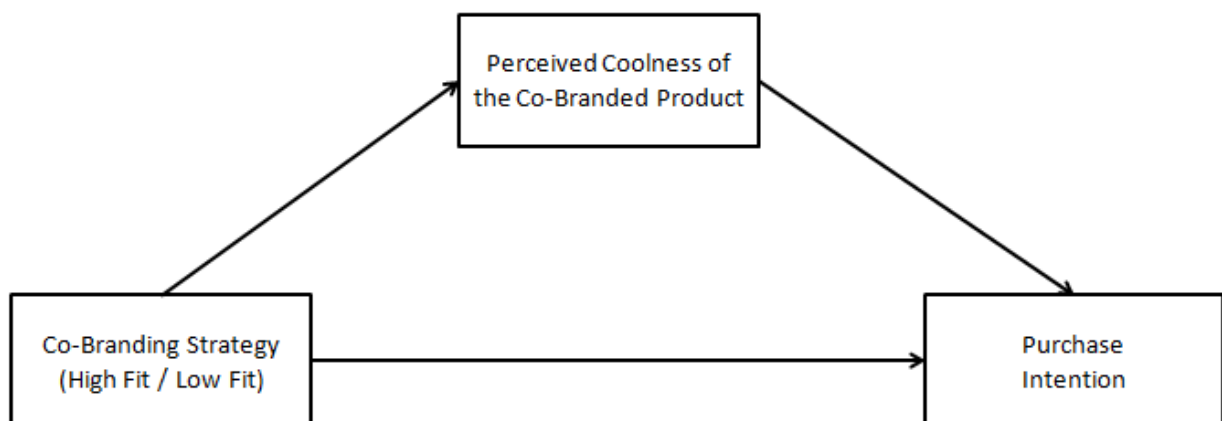 Perceived Coolness of
the Co-Branded Product
Co-Branding Strategy
(High Fit / Low Fit)
Purchase
Intention